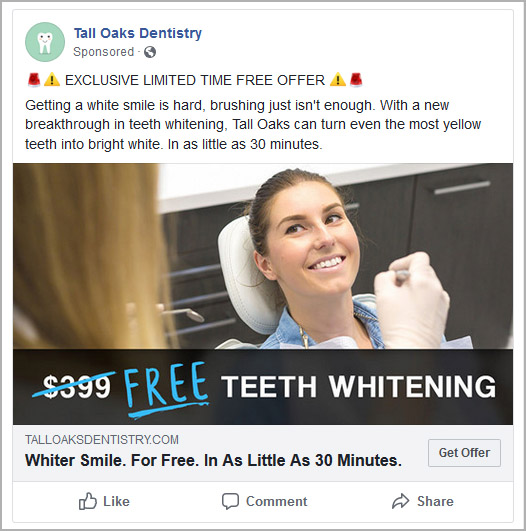 Tall Oaks Dentistry
Sponsored ·
🚨⚠️ EXCLUSIVE LIMITED TIME FREE OFFER ⚠️🚨
Getting a white smile is hard, brushing just isn't enough. With a new
breakthrough in teeth whitening, Tall Oaks can turn even the most yellow
teeth into bright white. In as little as 30 minutes.
$399 FREE TEETH WHITENING
TALLOAKSDENTISTRY.COM
Whiter Smile. For Free. In As Little As 30 Minutes.
Get Offer
Like Comment Share